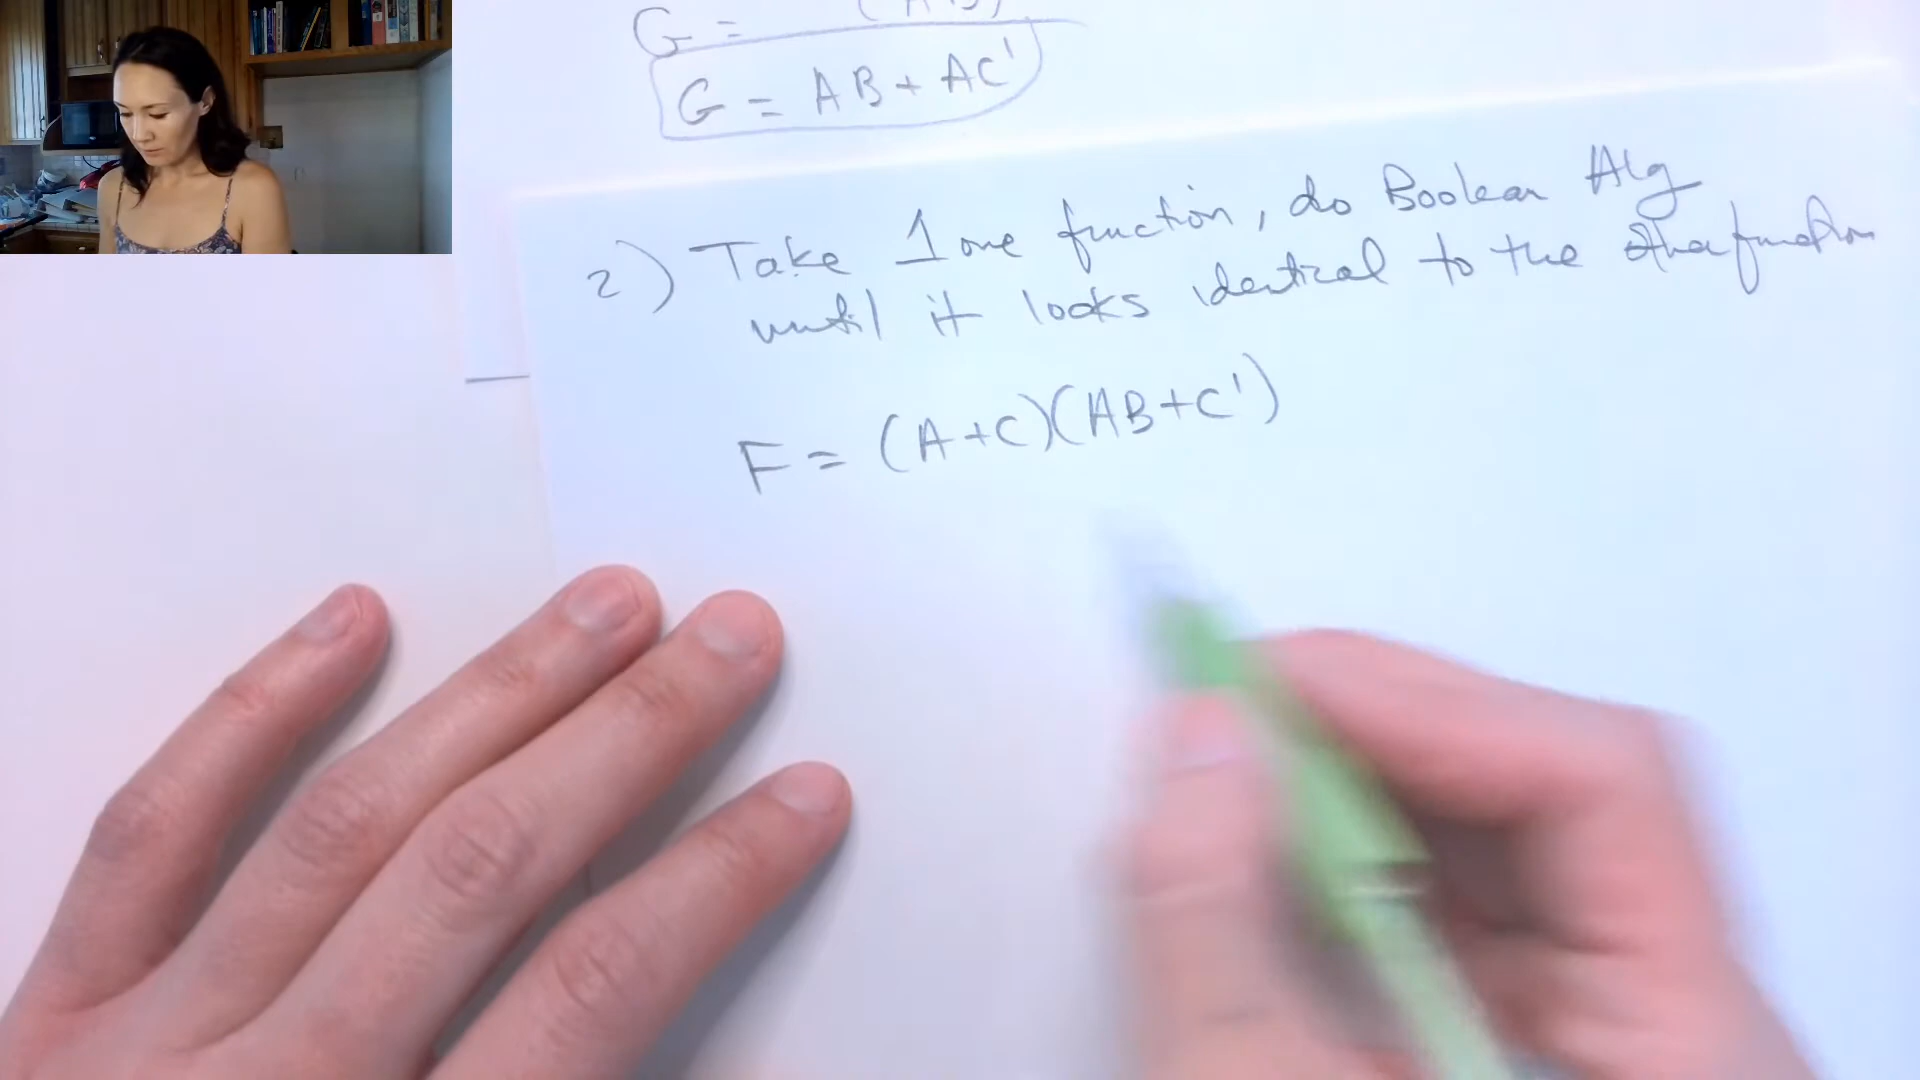 G =
G = AB + AC'
2) Take 1 one function, do Boolean Alg
until it looks identical to the other function
F = (A+C)(AB+C')